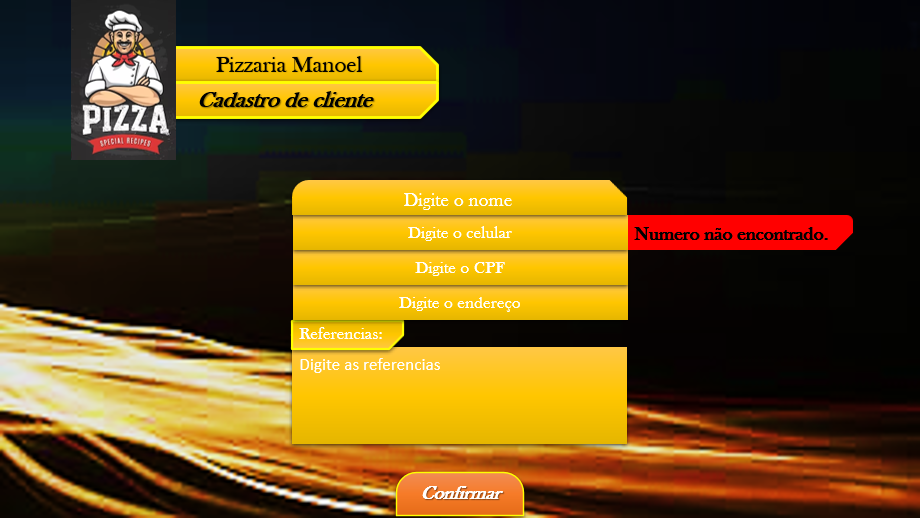 PIZZA
SPECIAL RECIPES
Pizzaria Manoel
Cadastro de cliente
Digite o nome
Digite o celular
Numero não encontrado.
Digite o CPF
Digite o endereço
Referencias:
Digite as referencias
Confirmar